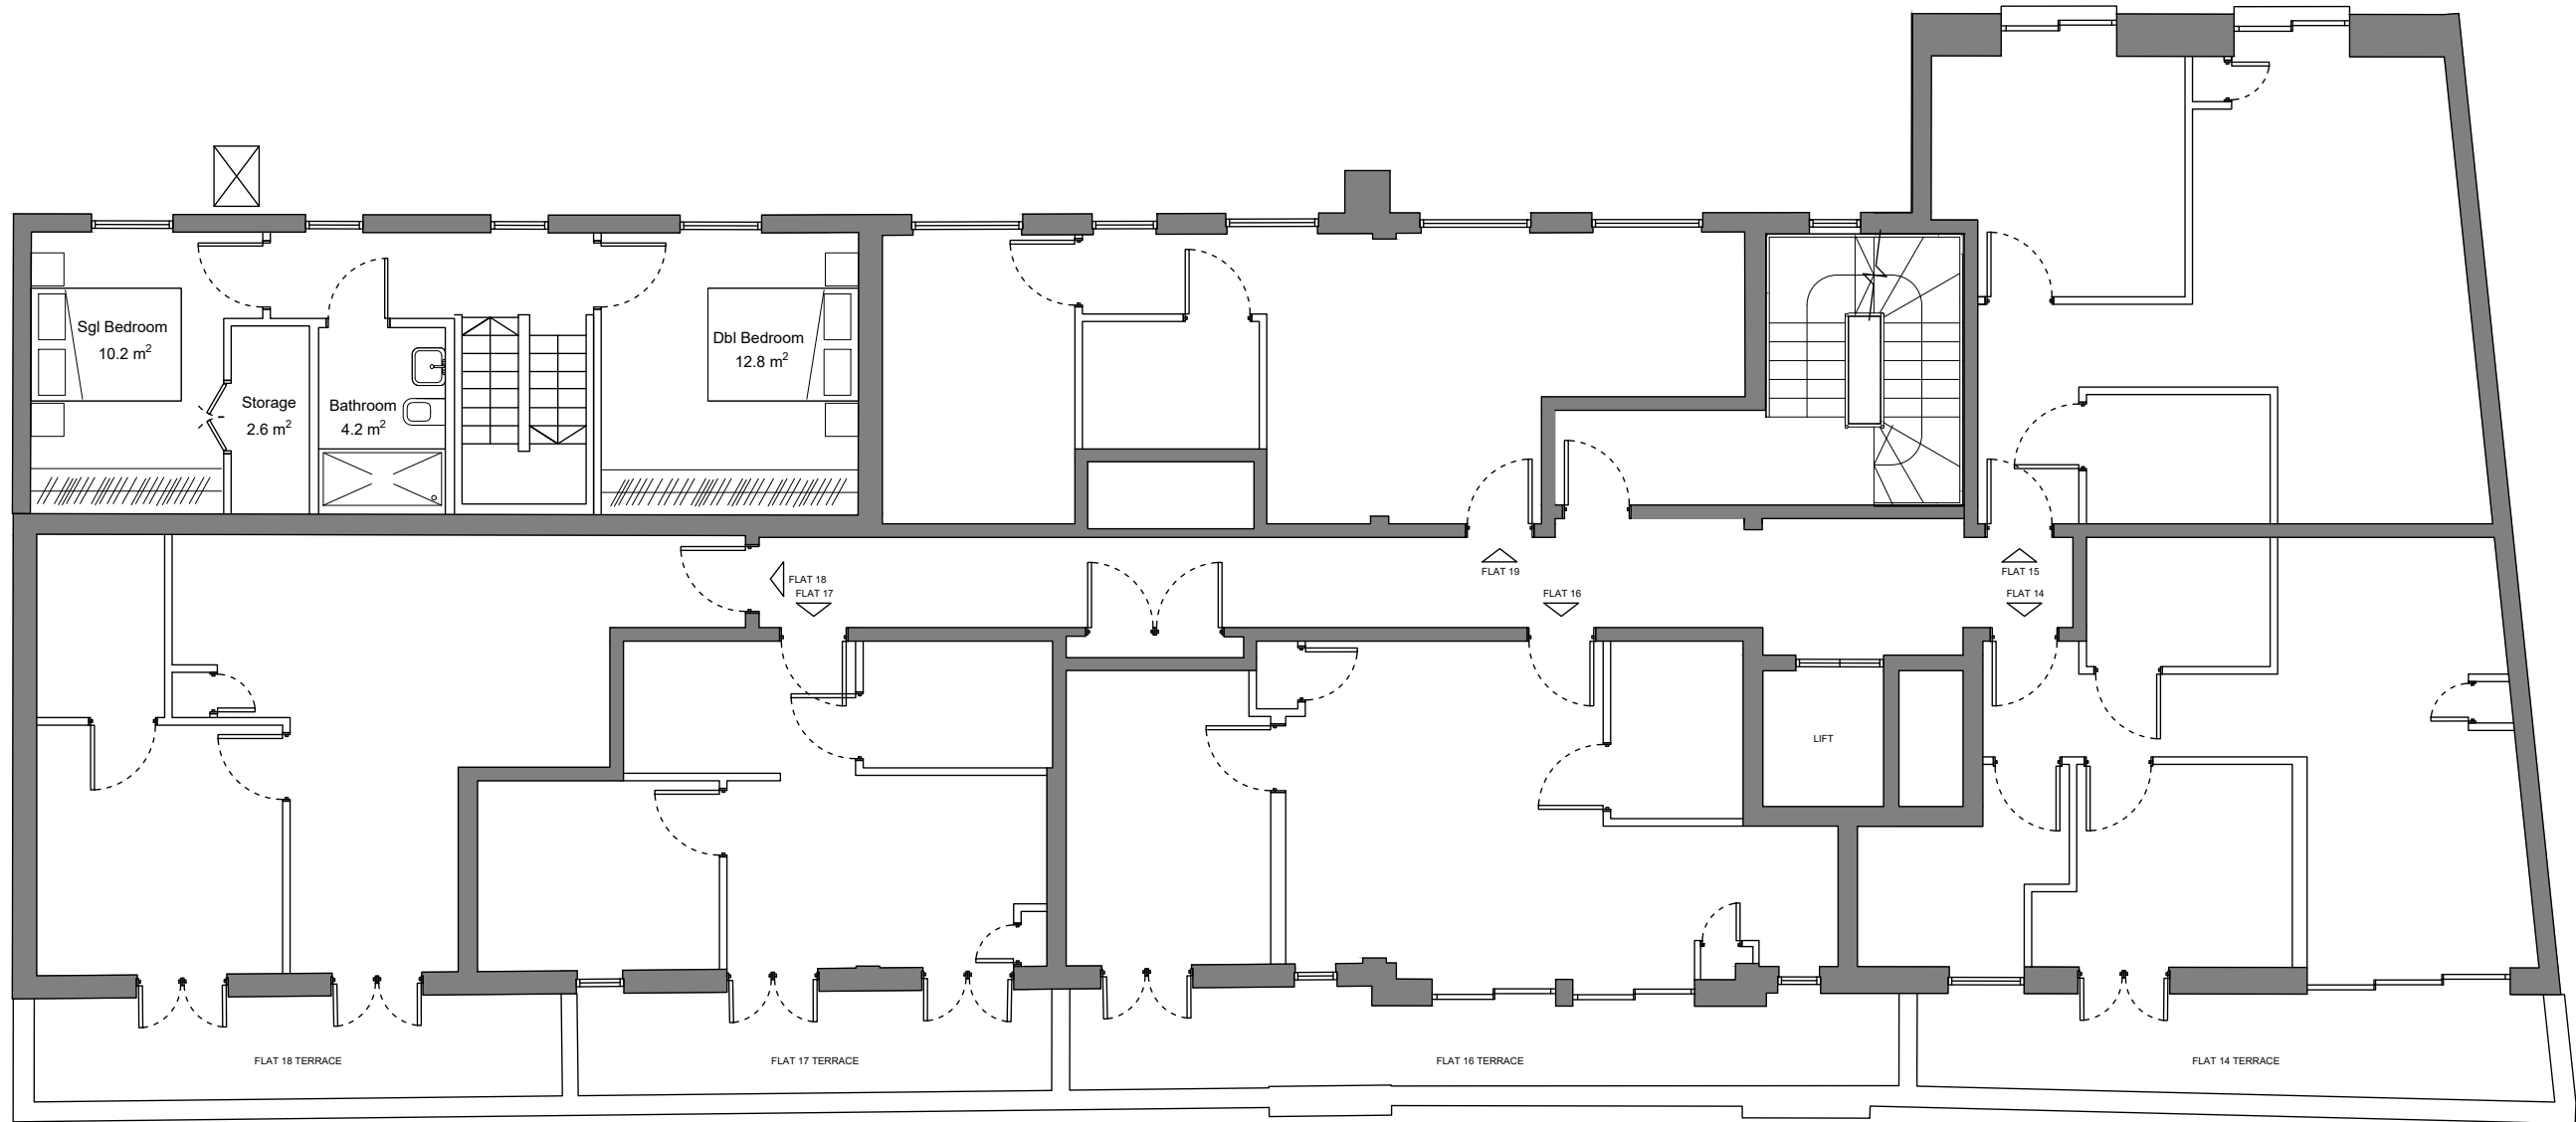 Sgl Bedroom
10.2 m²
Storage
2.6 m²
Bathroom
4.2 m²
Dbl Bedroom
12.8 m²
FLAT 18
FLAT 17
FLAT 19
FLAT 16
FLAT 15
FLAT 14
LIFT
FLAT 18 TERRACE
FLAT 17 TERRACE
FLAT 16 TERRACE
FLAT 14 TERRACE